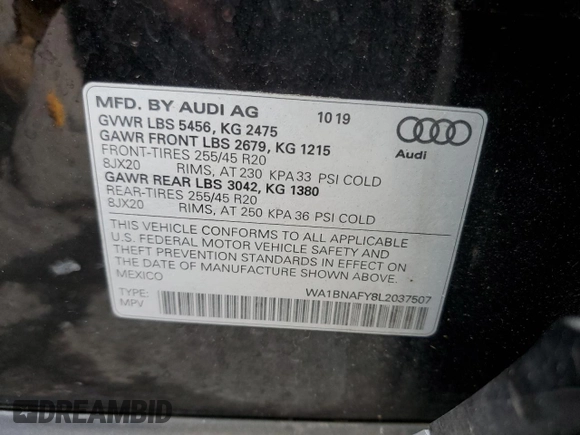 MFD. BY AUDI AG 10 19
GVWR LBS 5456, KG 2475
GAWR FRONT LBS 2679, KG 1215
FRONT-TIRES 255/45 R20
8JX20 RIMS, AT 230 KPA 33 PSI COLD
GAWR REAR LBS 3042, KG 1380
REAR-TIRES 255/45 R20
8JX20 RIMS, AT 250 KPA 36 PSI COLD
Audi
THIS VEHICLE CONFORMS TO ALL APPLICABLE
U.S. FEDERAL MOTOR VEHICLE SAFETY AND
THEFT PREVENTION STANDARDS IN EFFECT ON
THE DATE OF MANUFACTURE SHOWN ABOVE.
MEXICO
WA1BNAFY8L2037507
TYPE:
MPV
DREAMBID